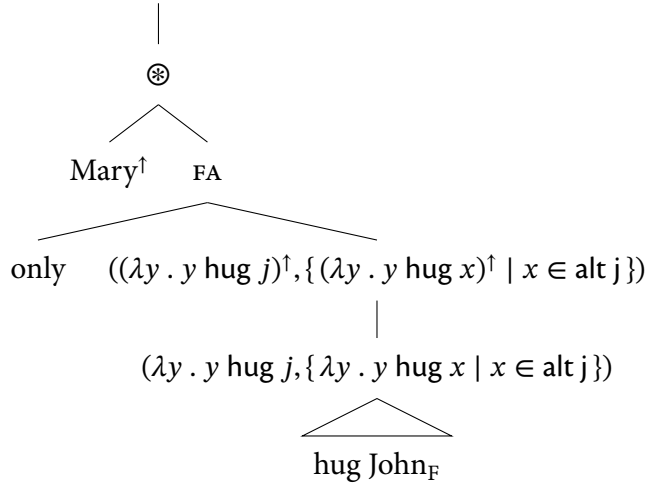 ⊛
Mary↑ FA
only ((λy . y hug j)↑, { (λy . y hug x)↑ | x ∈ alt j })
(λy . y hug j, { λy . y hug x | x ∈ alt j })
hug John_F